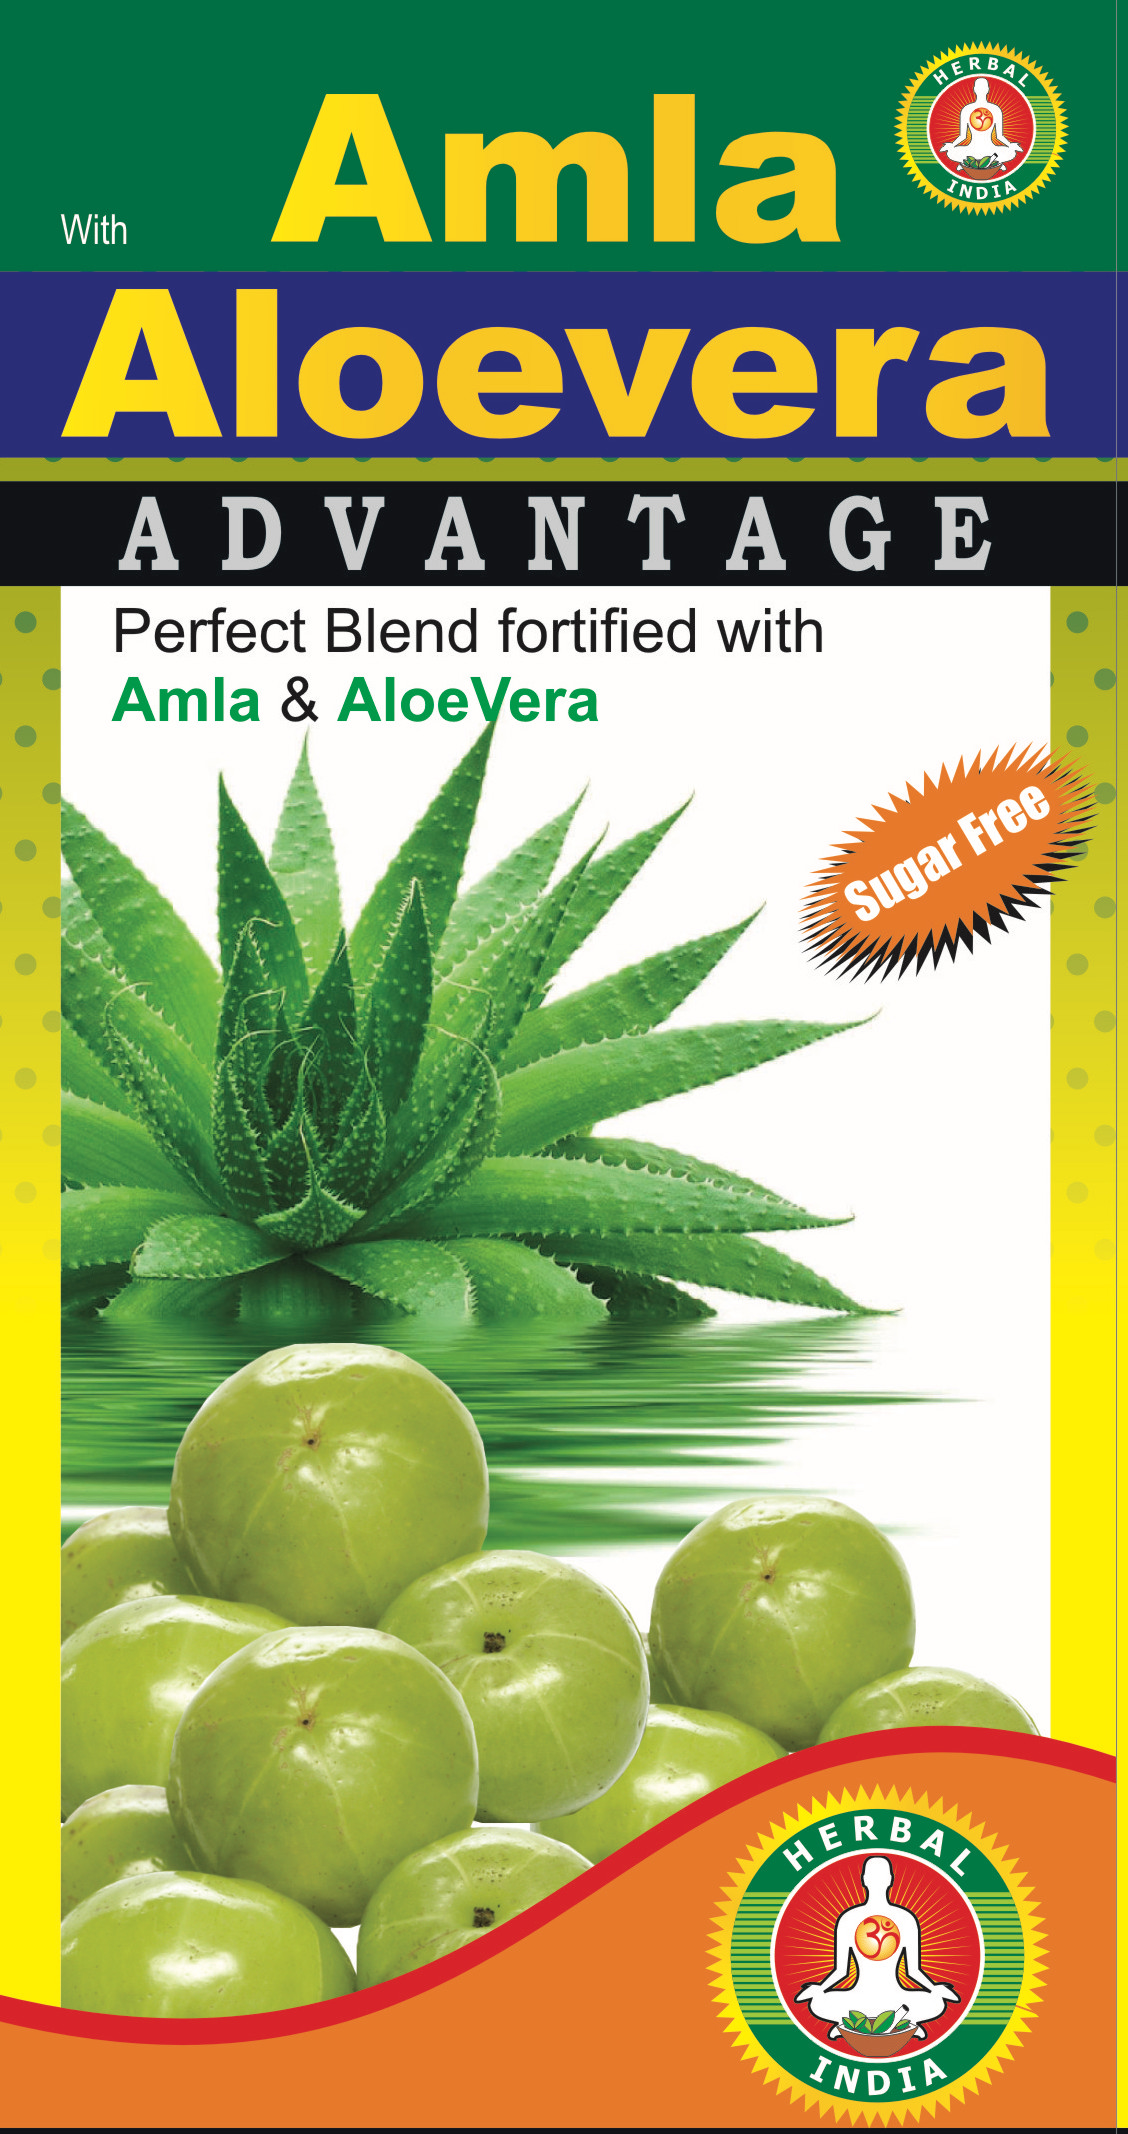 HERBAL
INDIA
With
Amla
Aloevera
ADVANTAGE
Perfect Blend fortified with
Amla & AloeVera
Sugar Free
HERBAL
ॐ
INDIA